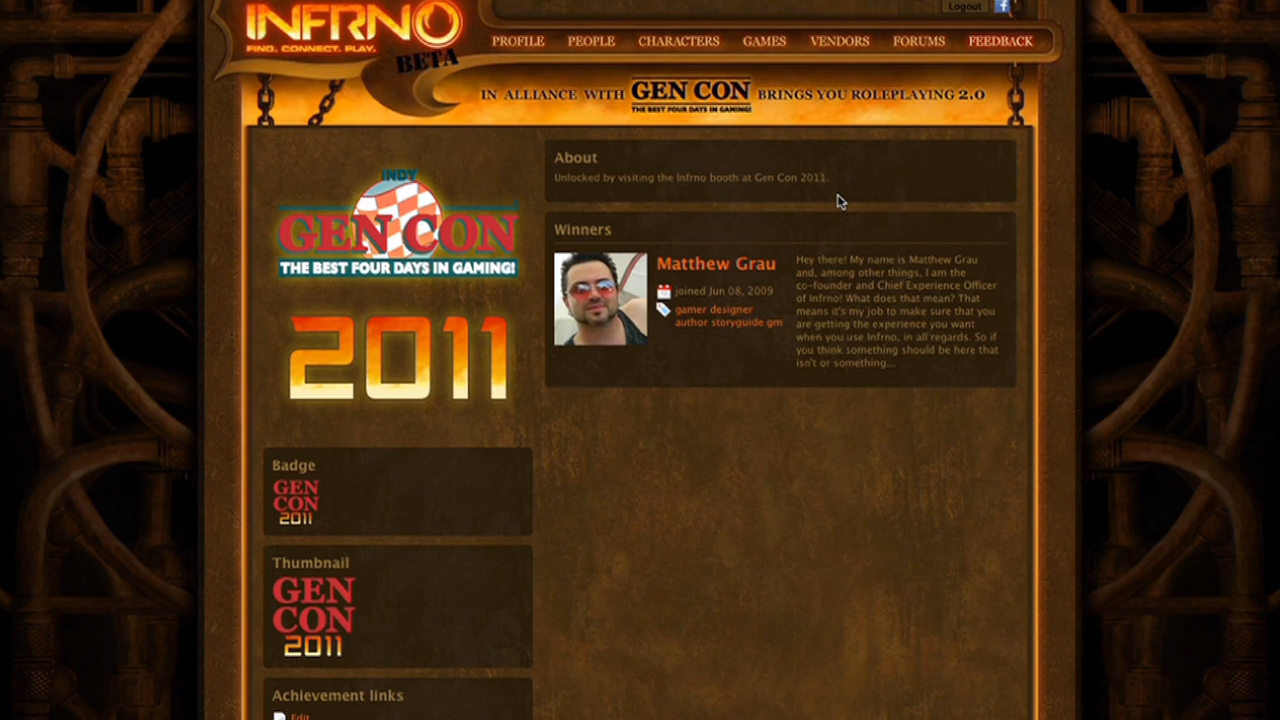 Logout
INFRNO
FIND. CONNECT. PLAY.
BETA
PROFILE PEOPLE CHARACTERS GAMES VENDORS FORUMS FEEDBACK
IN ALLIANCE WITH GEN CON BRINGS YOU ROLEPLAYING 2.0
THE BEST FOUR DAYS IN GAMING!
INDY
GEN CON
THE BEST FOUR DAYS IN GAMING!
2011
About
Unlocked by visiting the Infrno booth at Gen Con 2011.
Winners
Matthew Grau
joined Jun 08, 2009
gamer designer
author storyguide gm
Hey there! My name is Matthew Grau
and, among other things, I am the
co-founder and Chief Experience Officer
of Infrno! What does that mean? That
means it's my job to make sure that you
are getting the experience you want
when you use Infrno, in all regards. So if
you think something should be here that
isn't or something...
Badge
GEN
CON
2011
Thumbnail
GEN
CON
2011
Achievement links
Edit